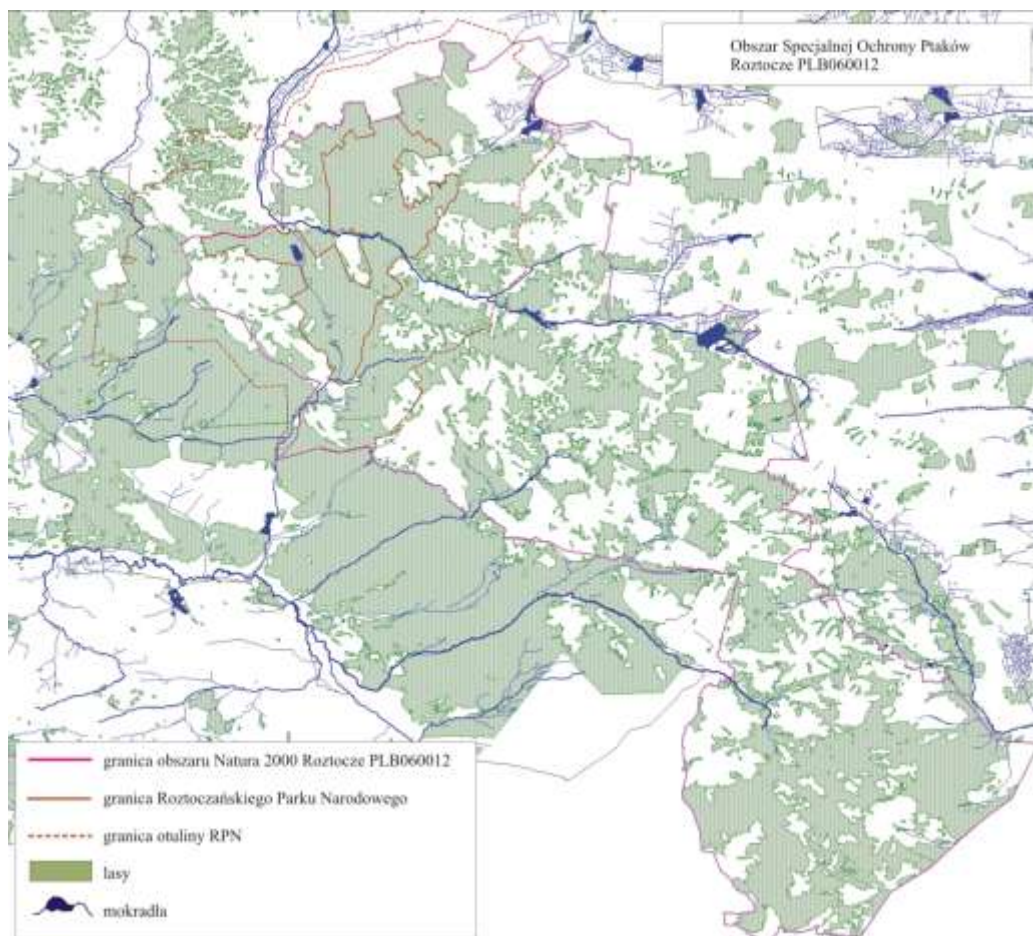 Obszar Specjalnej Ochrony Ptaków
Roztocze PLB060012
granica obszaru Natura 2000 Roztocze PLB060012
granica Roztoczańskiego Parku Narodowego
granica otuliny RPN
lasy
mokradła